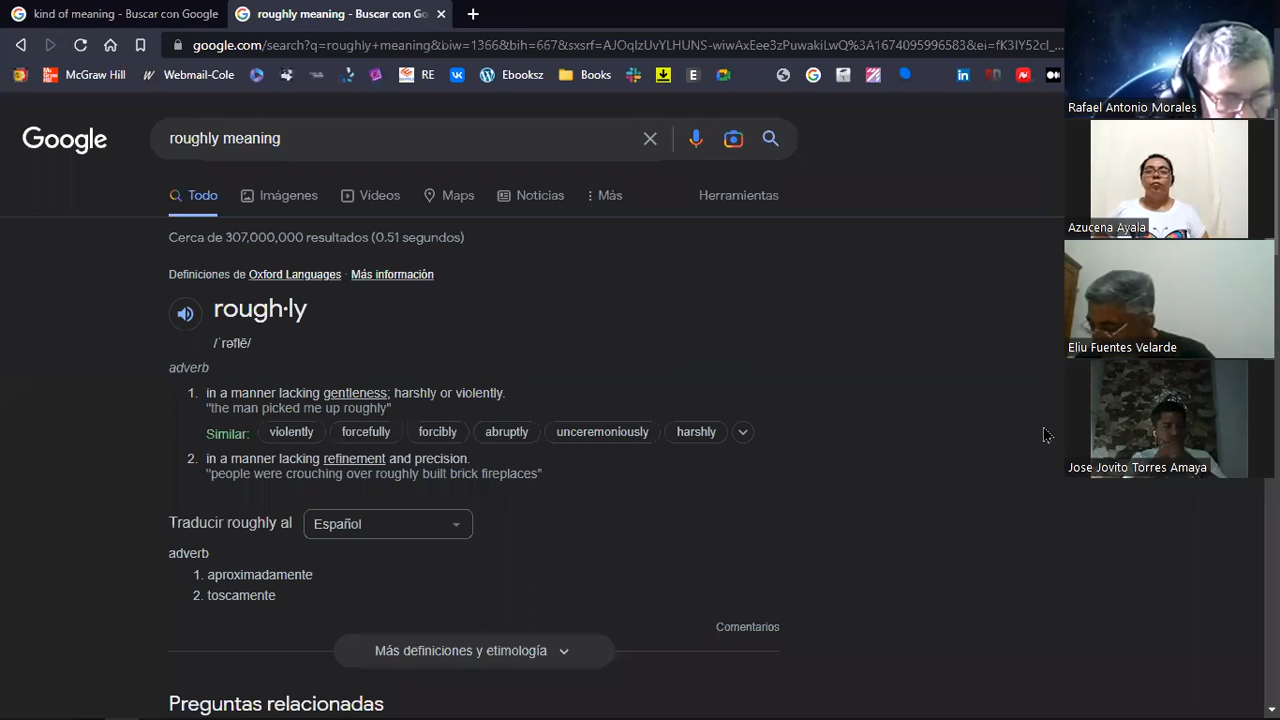 kind of meaning - Buscar con Google
roughly meaning - Buscar con Go
google.com/search?q=roughly+meaning&biw=1366&bih=667&sxsrf=AJOqlzUvYLHUNS-wiwAxEee3zPuwakiLwQ%3A1674095996583&ei=fK3IY52cl_...
McGraw Hill
Webmail-Cole
RE
Ebooksz
Books
Google
roughly meaning
Todo
Imágenes
Vídeos
Maps
Noticias
Más
Herramientas
Cerca de 307,000,000 resultados (0.51 segundos)
Definiciones de Oxford Languages · Más información
rough·ly
/ˈrəflē/
adverb
1. in a manner lacking gentleness; harshly or violently.
"the man picked me up roughly"
Similar: violently forcefully forcibly abruptly unceremoniously harshly
2. in a manner lacking refinement and precision.
"people were crouching over roughly built brick fireplaces"
Traducir roughly al Español
adverb
1. aproximadamente
2. toscamente
Comentarios
Más definiciones y etimología
Preguntas relacionadas
Rafael Antonio Morales
Azucena Ayala
Eliu Fuentes Velarde
Jose Jovito Torres Amaya